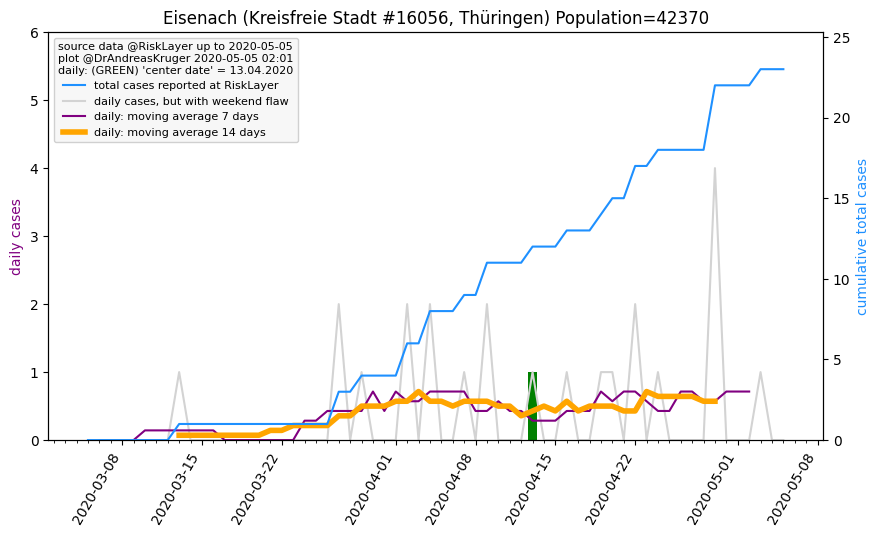 Eisenach (Kreisfreie Stadt #16056, Thüringen) Population=42370
source data @RiskLayer up to 2020-05-05
plot @DrAndreasKruger 2020-05-05 02:01
daily: (GREEN) 'center date' = 13.04.2020
total cases reported at RiskLayer
daily cases, but with weekend flaw
daily: moving average 7 days
daily: moving average 14 days
daily cases
6
5
4
3
2
1
0
25
20
15
10
5
0
cumulative total cases
2020-03-08
2020-03-15
2020-03-22
2020-04-01
2020-04-08
2020-04-15
2020-04-22
2020-05-01
2020-05-08